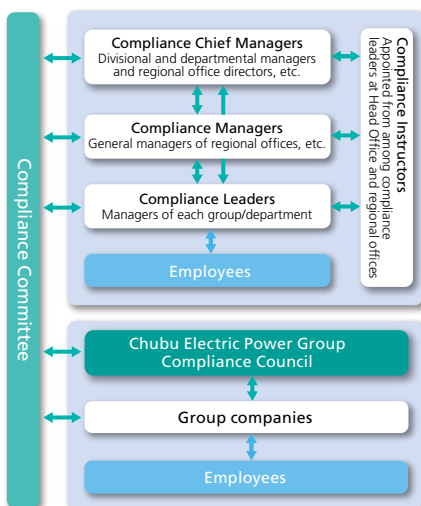 Compliance Committee
Compliance Chief Managers
Divisional and departmental managers
and regional office directors, etc.
Compliance Managers
General managers of regional offices, etc.
Compliance Leaders
Managers of each group/department
Employees
Compliance Instructors
Appointed from among compliance
leaders at Head Office and regional offices
Chubu Electric Power Group
Compliance Council
Group companies
Employees